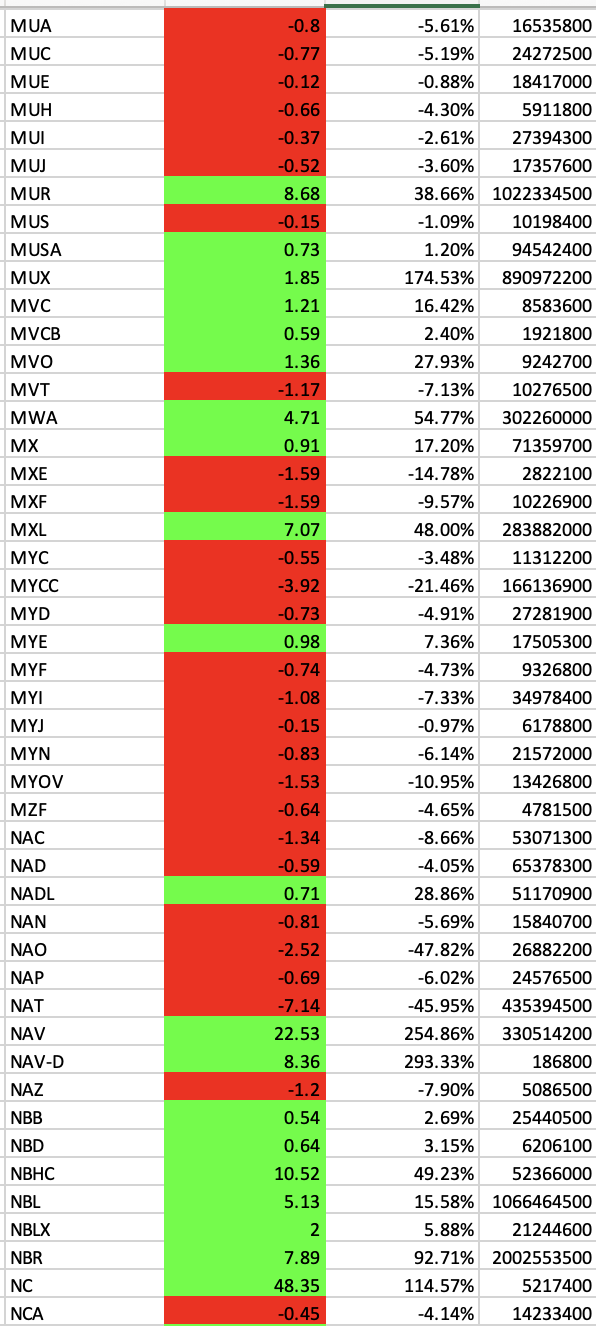 MUA -0.8 -5.61% 16535800
MUC -0.77 -5.19% 24272500
MUE -0.12 -0.88% 18417000
MUH -0.66 -4.30% 5911800
MUI -0.37 -2.61% 27394300
MUJ -0.52 -3.60% 17357600
MUR 8.68 38.66% 1022334500
MUS -0.15 -1.09% 10198400
MUSA 0.73 1.20% 94542400
MUX 1.85 174.53% 890972200
MVC 1.21 16.42% 8583600
MVCB 0.59 2.40% 1921800
MVO 1.36 27.93% 9242700
MVT -1.17 -7.13% 10276500
MWA 4.71 54.77% 302260000
MX 0.91 17.20% 71359700
MXE -1.59 -14.78% 2822100
MXF -1.59 -9.57% 10226900
MXL 7.07 48.00% 283882000
MYC -0.55 -3.48% 11312200
MYCC -3.92 -21.46% 166136900
MYD -0.73 -4.91% 27281900
MYE 0.98 7.36% 17505300
MYF -0.74 -4.73% 9326800
MYI -1.08 -7.33% 34978400
MYJ -0.15 -0.97% 6178800
MYN -0.83 -6.14% 21572000
MYOV -1.53 -10.95% 13426800
MZF -0.64 -4.65% 4781500
NAC -1.34 -8.66% 53071300
NAD -0.59 -4.05% 65378300
NADL 0.71 28.86% 51170900
NAN -0.81 -5.69% 15840700
NAO -2.52 -47.82% 26882200
NAP -0.69 -6.02% 24576500
NAT -7.14 -45.95% 435394500
NAV 22.53 254.86% 330514200
NAV-D 8.36 293.33% 186800
NAZ -1.2 -7.90% 5086500
NBB 0.54 2.69% 25440500
NBD 0.64 3.15% 6206100
NBHC 10.52 49.23% 52366000
NBL 5.13 15.58% 1066464500
NBLX 2 5.88% 21244600
NBR 7.89 92.71% 2002553500
NC 48.35 114.57% 5217400
NCA -0.45 -4.14% 14233400